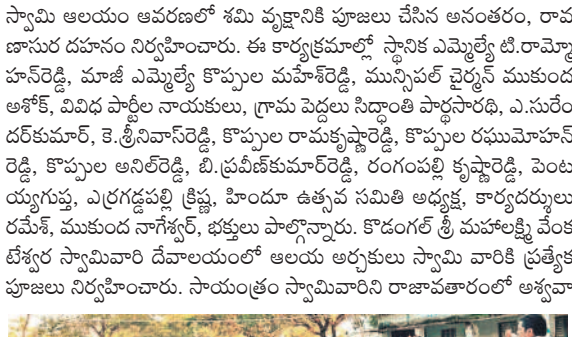 స్వామి ఆలయం ఆవరణలో శమి వృక్షానికి పూజలు చేసిన అనంతరం, రావ
ణాసుర దహనం నిర్వహించారు. ఈ కార్యక్రమాల్లో స్థానిక ఎమ్మెల్యే టి.రామ్మో
హన్‌రెడ్డి, మాజీ ఎమ్మెల్యే కొప్పుల మహేశ్‌రెడ్డి, మున్సిపల్ చైర్మన్ ముకుంద
అశోక్, వివిధ పార్టీల నాయకులు, గ్రామ పెద్దలు సిద్ధాంతి పార్థసారథి, ఎ.సురేం
దర్‌కుమార్, కె.శ్రీనివాస్‌రెడ్డి, కొప్పుల రామకృష్ణారెడ్డి, కొప్పుల రఘుమోహన్
రెడ్డి, కొప్పుల అనిల్‌రెడ్డి, బి.ప్రవీణ్‌కుమార్‌రెడ్డి, రంగంపల్లి కృష్ణారెడ్డి, పెంట
య్యగుప్త, ఎర్రగడ్డపల్లి క్రిష్ణ, హిందూ ఉత్సవ సమితి అధ్యక్ష, కార్యదర్శులు
రమేశ్, ముకుంద నాగేశ్వర్, భక్తులు పాల్గొన్నారు. కొడంగల్ శ్రీ మహాలక్ష్మి వేంక
టేశ్వర స్వామివారి దేవాలయంలో ఆలయ అర్చకులు స్వామి వారికి ప్రత్యేక
పూజలు నిర్వహించారు. సాయంత్రం స్వామివారిని రాజావతారంలో అశ్వవా